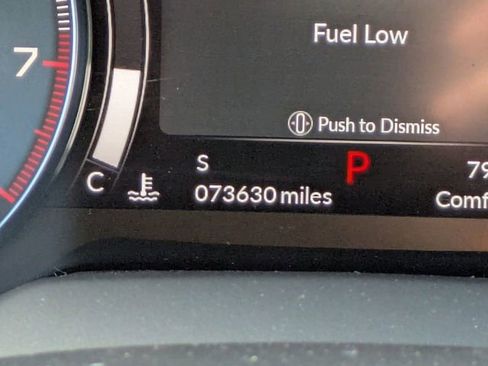 Fuel Low
7
Push to Dismiss
S
P
79
C
073630 miles
Comf